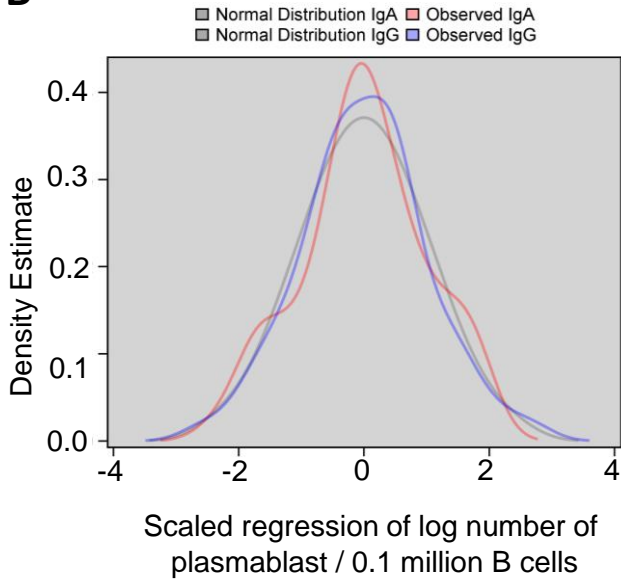 Normal Distribution IgA Observed IgA
Normal Distribution IgG Observed IgG
Density Estimate
0.4
0.3
0.2
0.1
0.0
-4 -2 0 2 4
Scaled regression of log number of
plasmablast / 0.1 million B cells